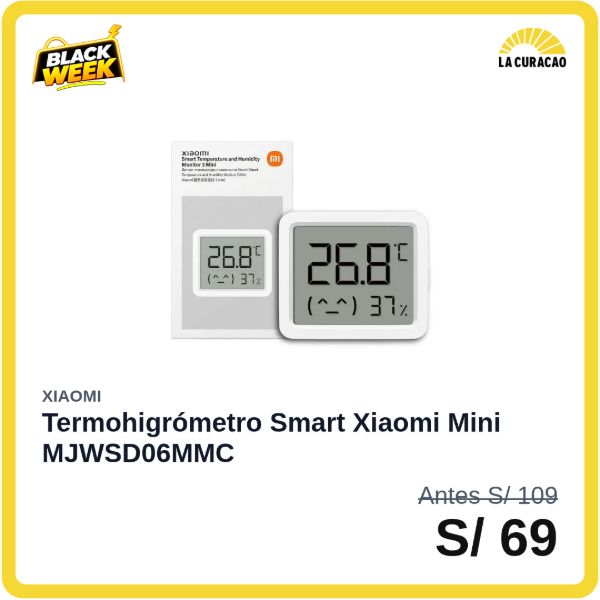 BLACK
WEEK
LA CURACAO
xiaomi
Smart Temperature and Humidity
Monitor 3 Mini
26.8°C
(^_^) 37%
26.8°C
(^_^) 37%
XIAOMI
Termohigrómetro Smart Xiaomi Mini
MJWSD06MMC
Antes S/ 109
S/ 69